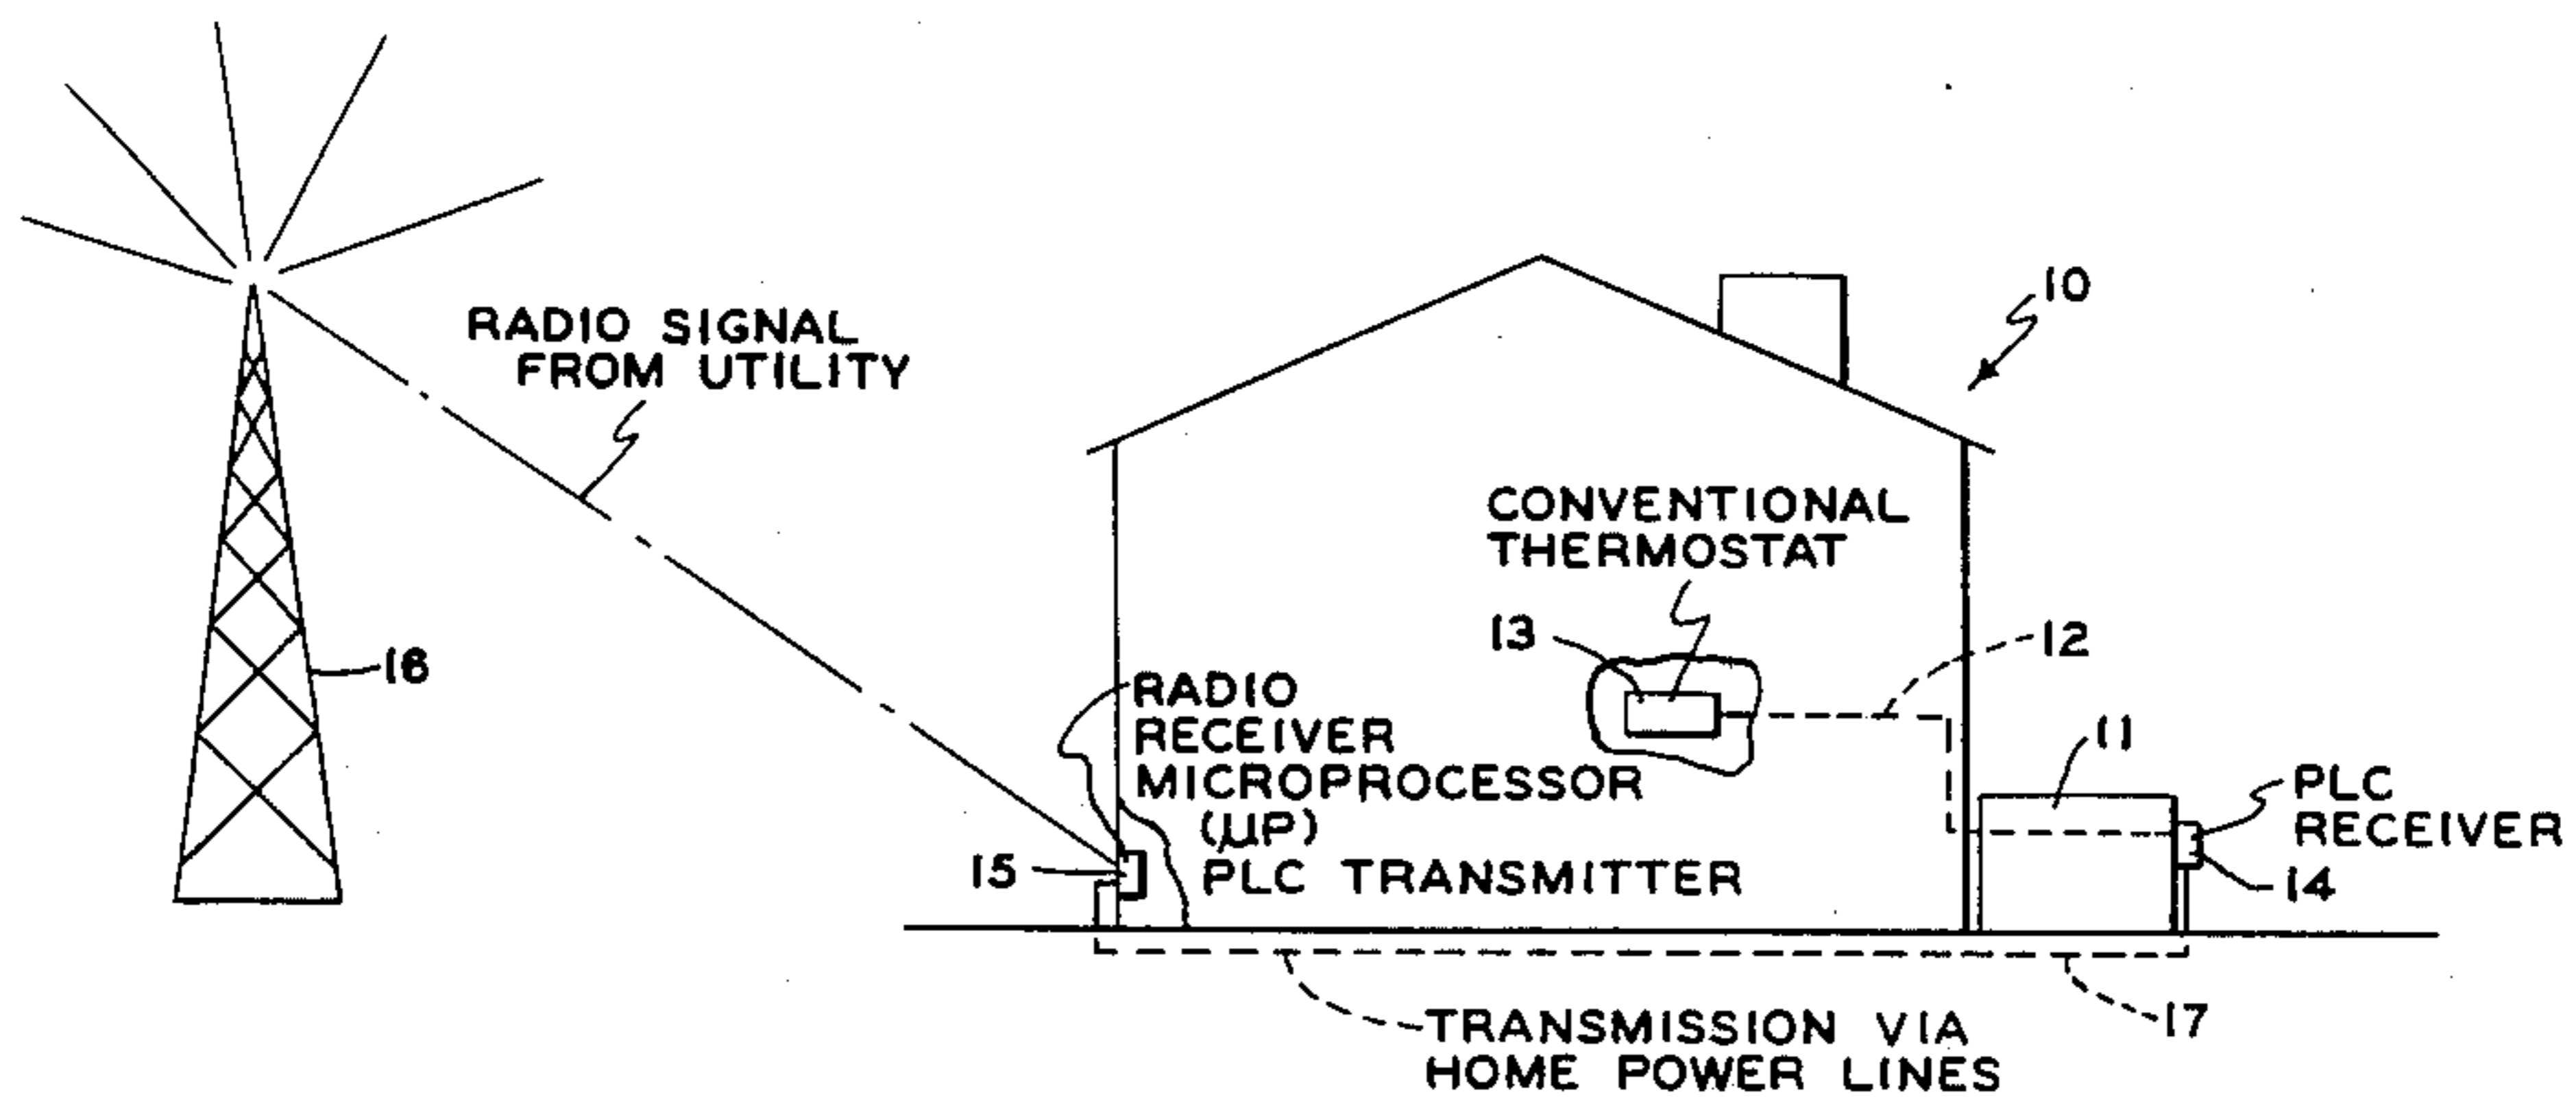 RADIO SIGNAL
FROM UTILITY
10
CONVENTIONAL
THERMOSTAT
13
12
16
RADIO
RECEIVER
MICROPROCESSOR
(μP)
PLC TRANSMITTER
15
11
PLC
RECEIVER
14
17
TRANSMISSION VIA
HOME POWER LINES